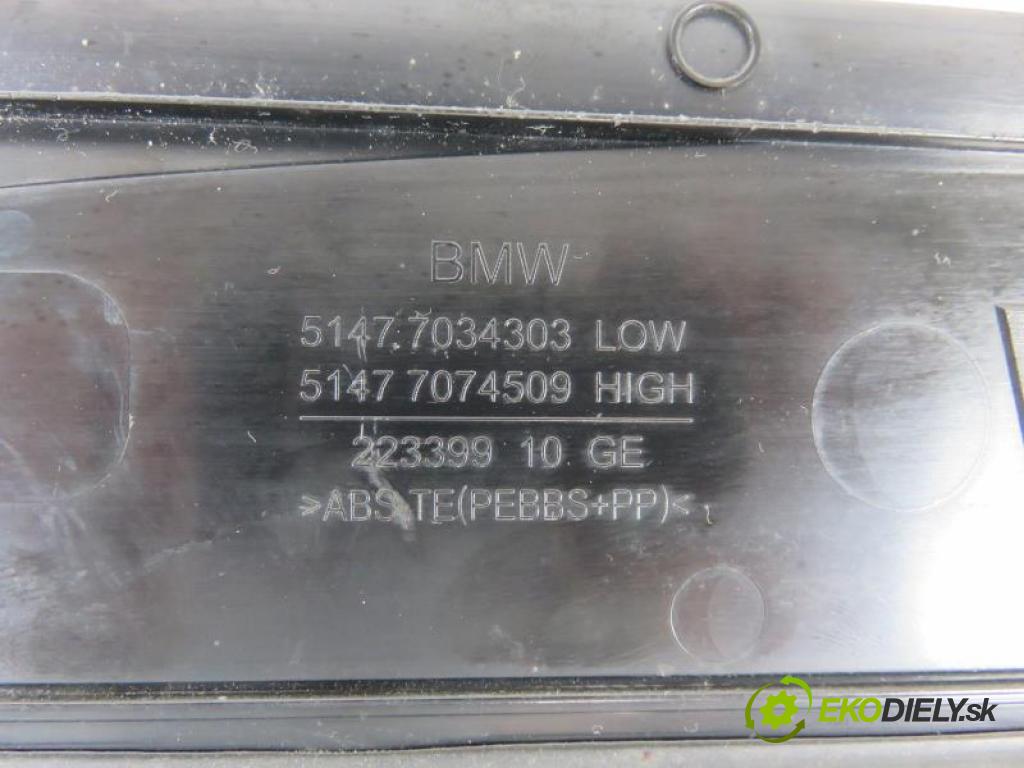 BMW
5147 7034303 LOW
5147 7074509 HIGH
223399 10 GE
>ABS TE(PEBBS+PP)<
EKODIELY.sk